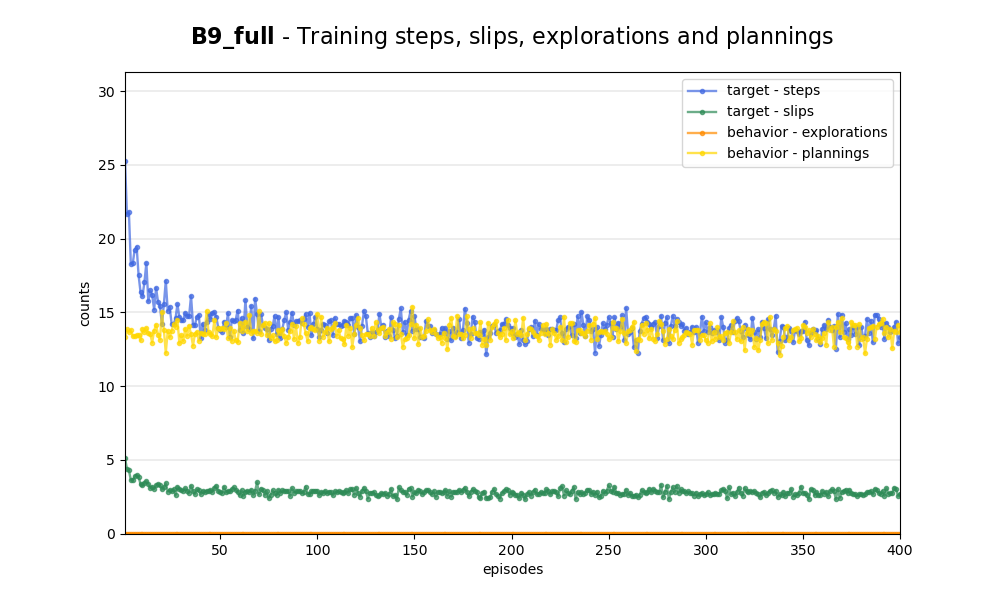 B9_full - Training steps, slips, explorations and plannings
target - steps
target - slips
behavior - explorations
behavior - plannings
counts
30
25
20
15
10
5
0
50 100 150 200 250 300 350 400
episodes